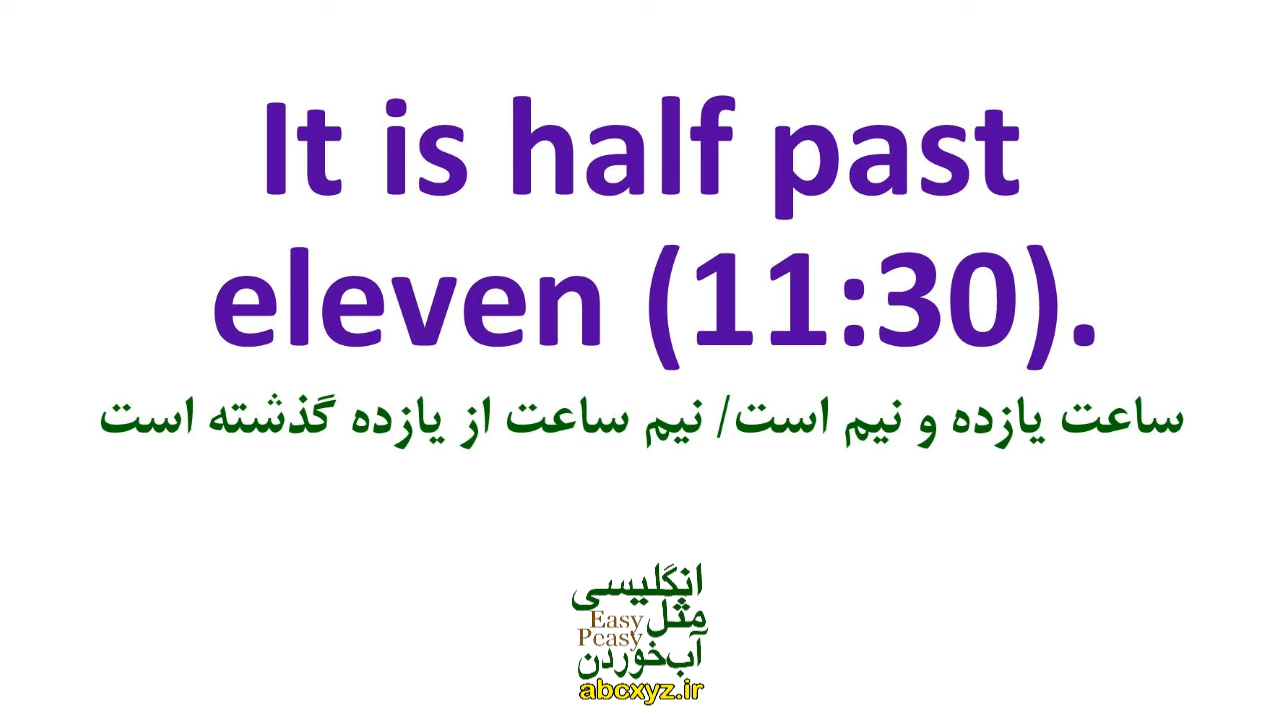 It is half past
eleven (11:30).
ساعت یازده و نیم است/ نیم ساعت از یازده گذشته است
انگلیسی
مثل
Easy
Peasy
آب‌خوردن
abcxyz.ir